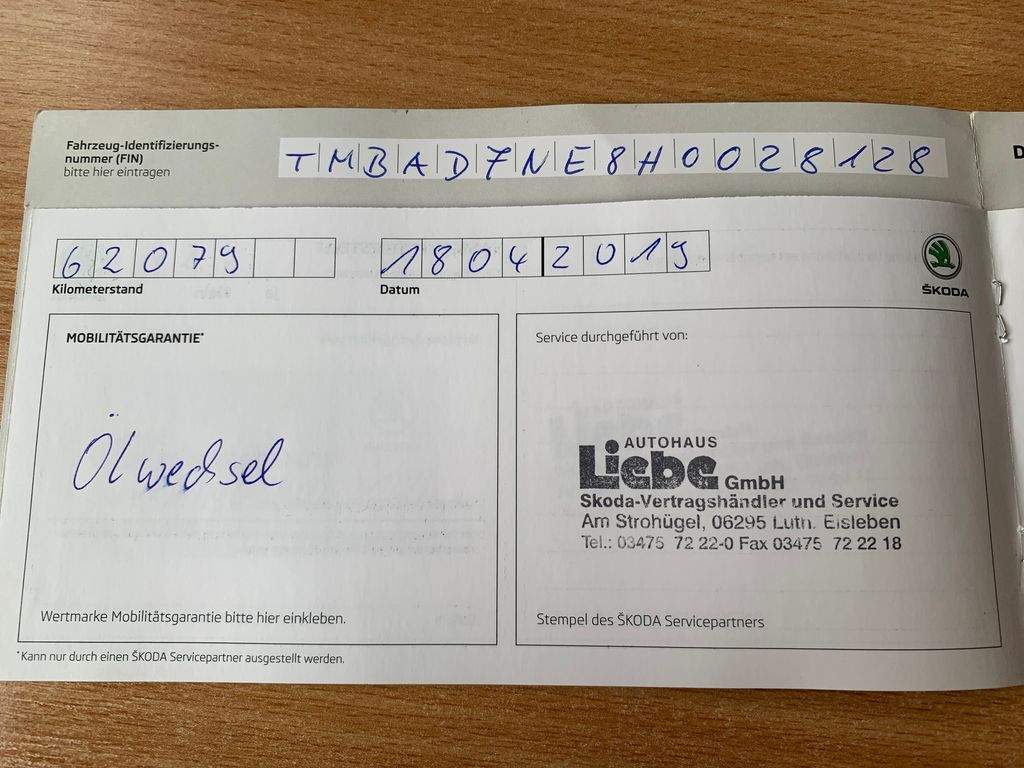 Fahrzeug-Identifizierungs-
nummer (FIN)
bitte hier eintragen
TMBAD7NE8H0028128
D
62079
18042019
Kilometerstand
Datum
ŠKODA
MOBILITÄTSGARANTIE*
Ölwechsel
Wertmarke Mobilitätsgarantie bitte hier einkleben.
Service durchgeführt von:
AUTOHAUS
Liebe GmbH
Skoda-Vertragshändler und Service
Am Strohügel, 06295 Luth. Eisleben
Tel.: 03475 72 22-0 Fax 03475 72 22 18
Stempel des ŠKODA Servicepartners
*Kann nur durch einen ŠKODA Servicepartner ausgestellt werden.